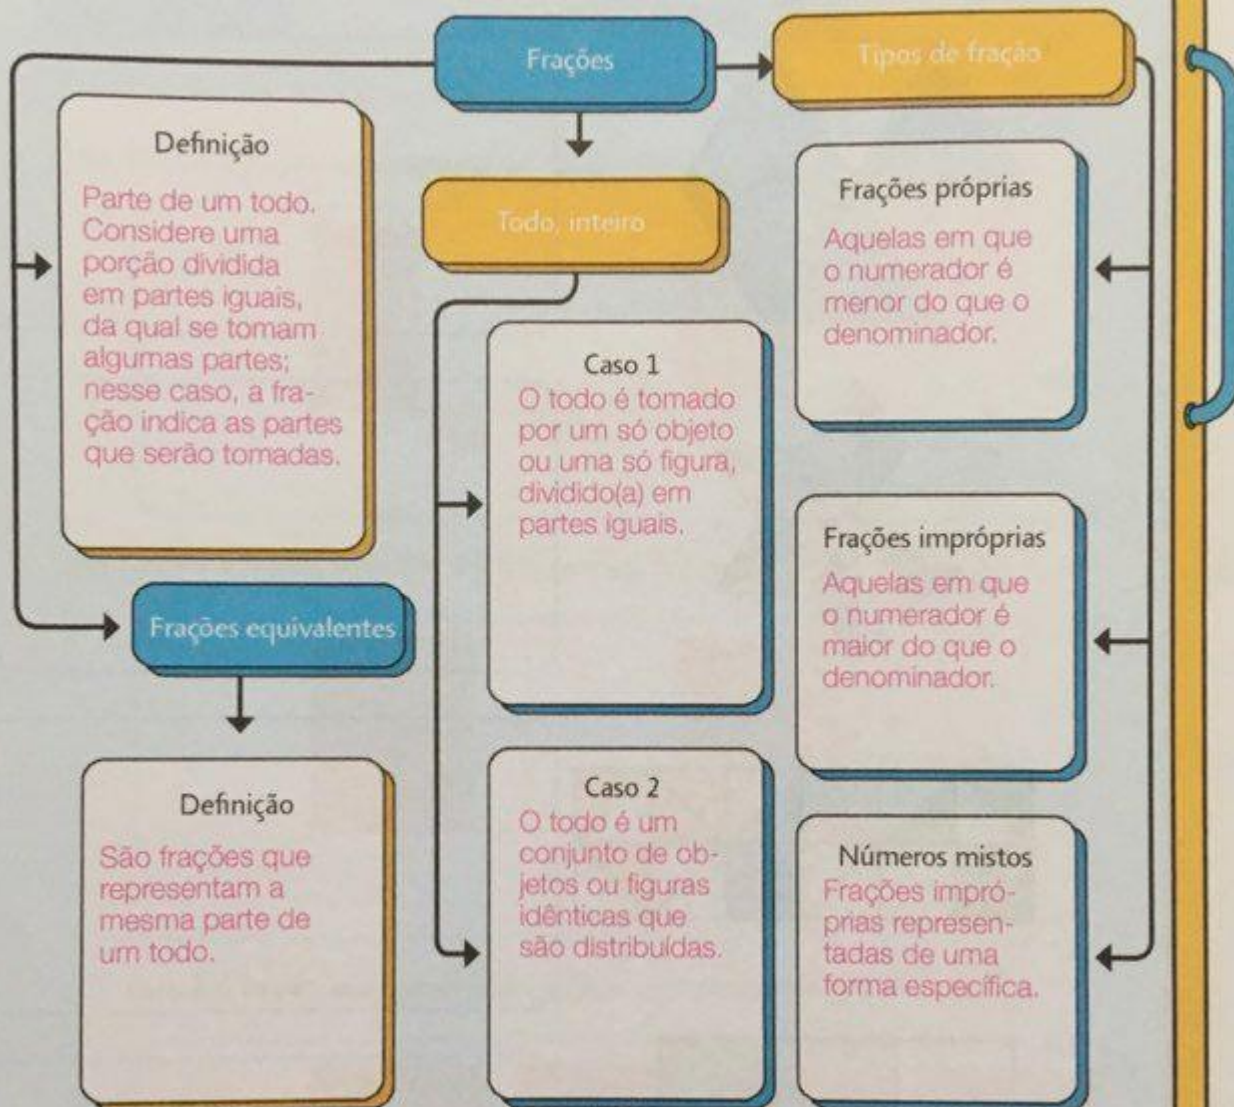 Frações
Tipos de fração
Definição
Parte de um todo.
Considere uma
porção dividida
em partes iguais,
da qual se tomam
algumas partes;
nesse caso, a fra-
ção indica as partes
que serão tomadas.
Frações equivalentes
Definição
São frações que
representam a
mesma parte de
um todo.
Todo, inteiro
Caso 1
O todo é tomado
por um só objeto
ou uma só figura,
dividido(a) em
partes iguais.
Caso 2
O todo é um
conjunto de ob-
jetos ou figuras
idênticas que
são distribuídas.
Frações próprias
Aquelas em que
o numerador é
menor do que o
denominador.
Frações impróprias
Aquelas em que
o numerador é
maior do que o
denominador.
Números mistos
Frações impró-
prias represen-
tadas de uma
forma específica.